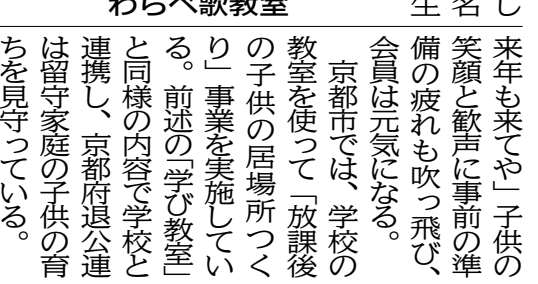 わらべ歌教室
し
名
生
来年も来てや」子供の
笑顔と歓声に事前の準
備の疲れも吹っ飛び、
会員は元気になる。
京都市では、学校の
教室を使って「放課後
の子供の居場所つく
り」事業を実施してい
る。前述の「学び教室」
と同様の内容で学校と
連携し、京都府退公連
は留守家庭の子供の育
ちを見守っている。